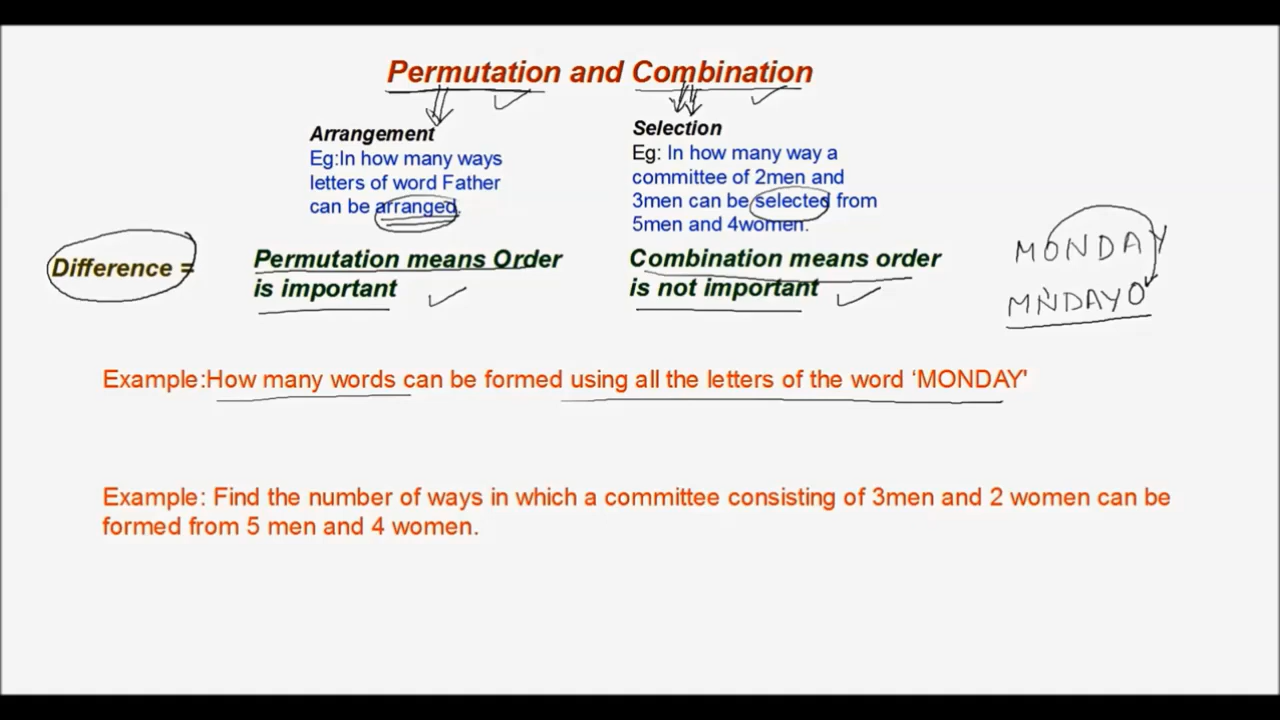 Permutation and Combination
Arrangement
Eg:In how many ways
letters of word Father
can be arranged.
Selection
Eg: In how many way a
committee of 2men and
3men can be selected from
5men and 4women.
Difference =
Permutation means Order
is important
Combination means order
is not important
MONDAY
MNDAYO
Example:How many words can be formed using all the letters of the word ‘MONDAY'
Example: Find the number of ways in which a committee consisting of 3men and 2 women can be
formed from 5 men and 4 women.